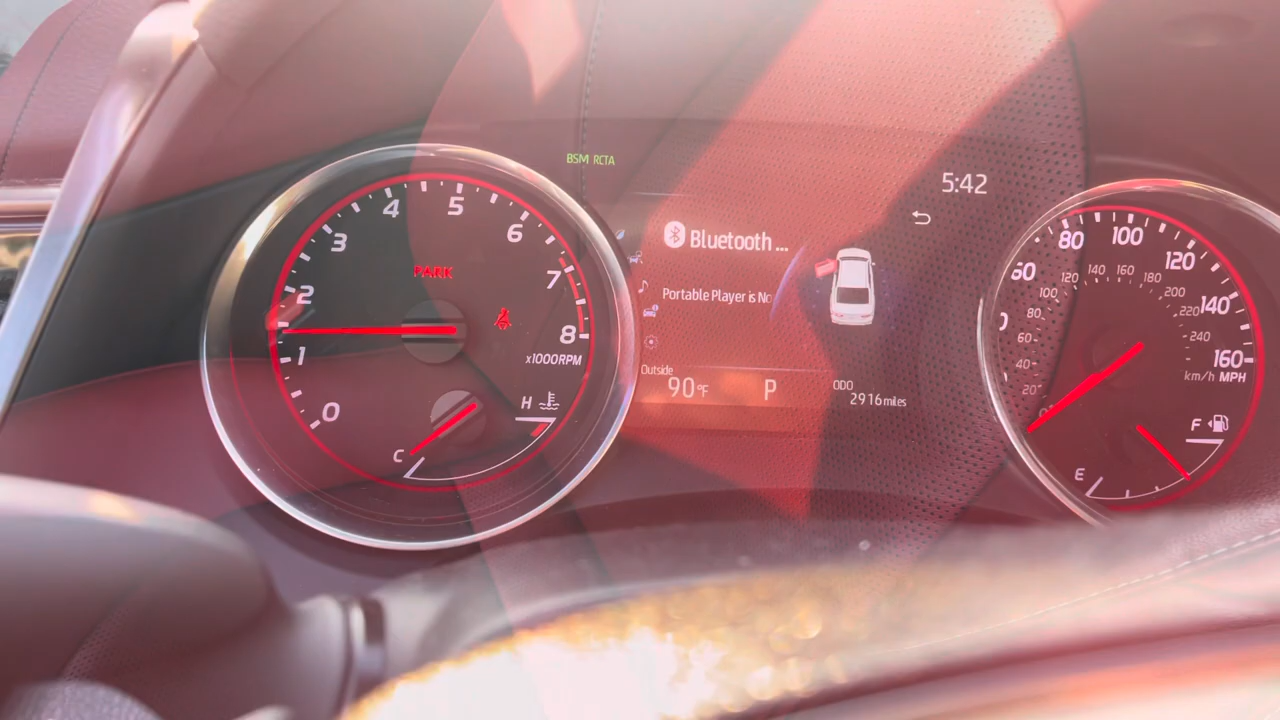 BSM RCTA
5:42
Bluetooth ...
Portable Player is No
Outside
90°F
P
ODO
2916 miles
0
1
2
3
4
5
6
7
8
x1000RPM
PARK
H
C
60
80
100
120
140
160
km/h MPH
0
20
40
60
80
100
120
140
160
180
200
220
240
F
E